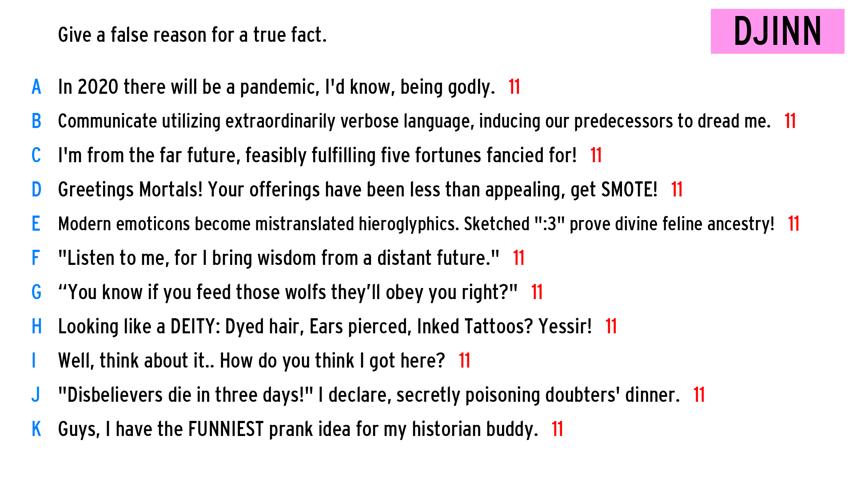 Give a false reason for a true fact.
DJINN
A In 2020 there will be a pandemic, I'd know, being godly. 11
B Communicate utilizing extraordinarily verbose language, inducing our predecessors to dread me. 11
C I'm from the far future, feasibly fulfilling five fortunes fancied for! 11
D Greetings Mortals! Your offerings have been less than appealing, get SMOTE! 11
E Modern emoticons become mistranslated hieroglyphics. Sketched ":3" prove divine feline ancestry! 11
F "Listen to me, for I bring wisdom from a distant future." 11
G “You know if you feed those wolfs they’ll obey you right?" 11
H Looking like a DEITY: Dyed hair, Ears pierced, Inked Tattoos? Yessir! 11
I Well, think about it.. How do you think I got here? 11
J "Disbelievers die in three days!" I declare, secretly poisoning doubters' dinner. 11
K Guys, I have the FUNNIEST prank idea for my historian buddy. 11